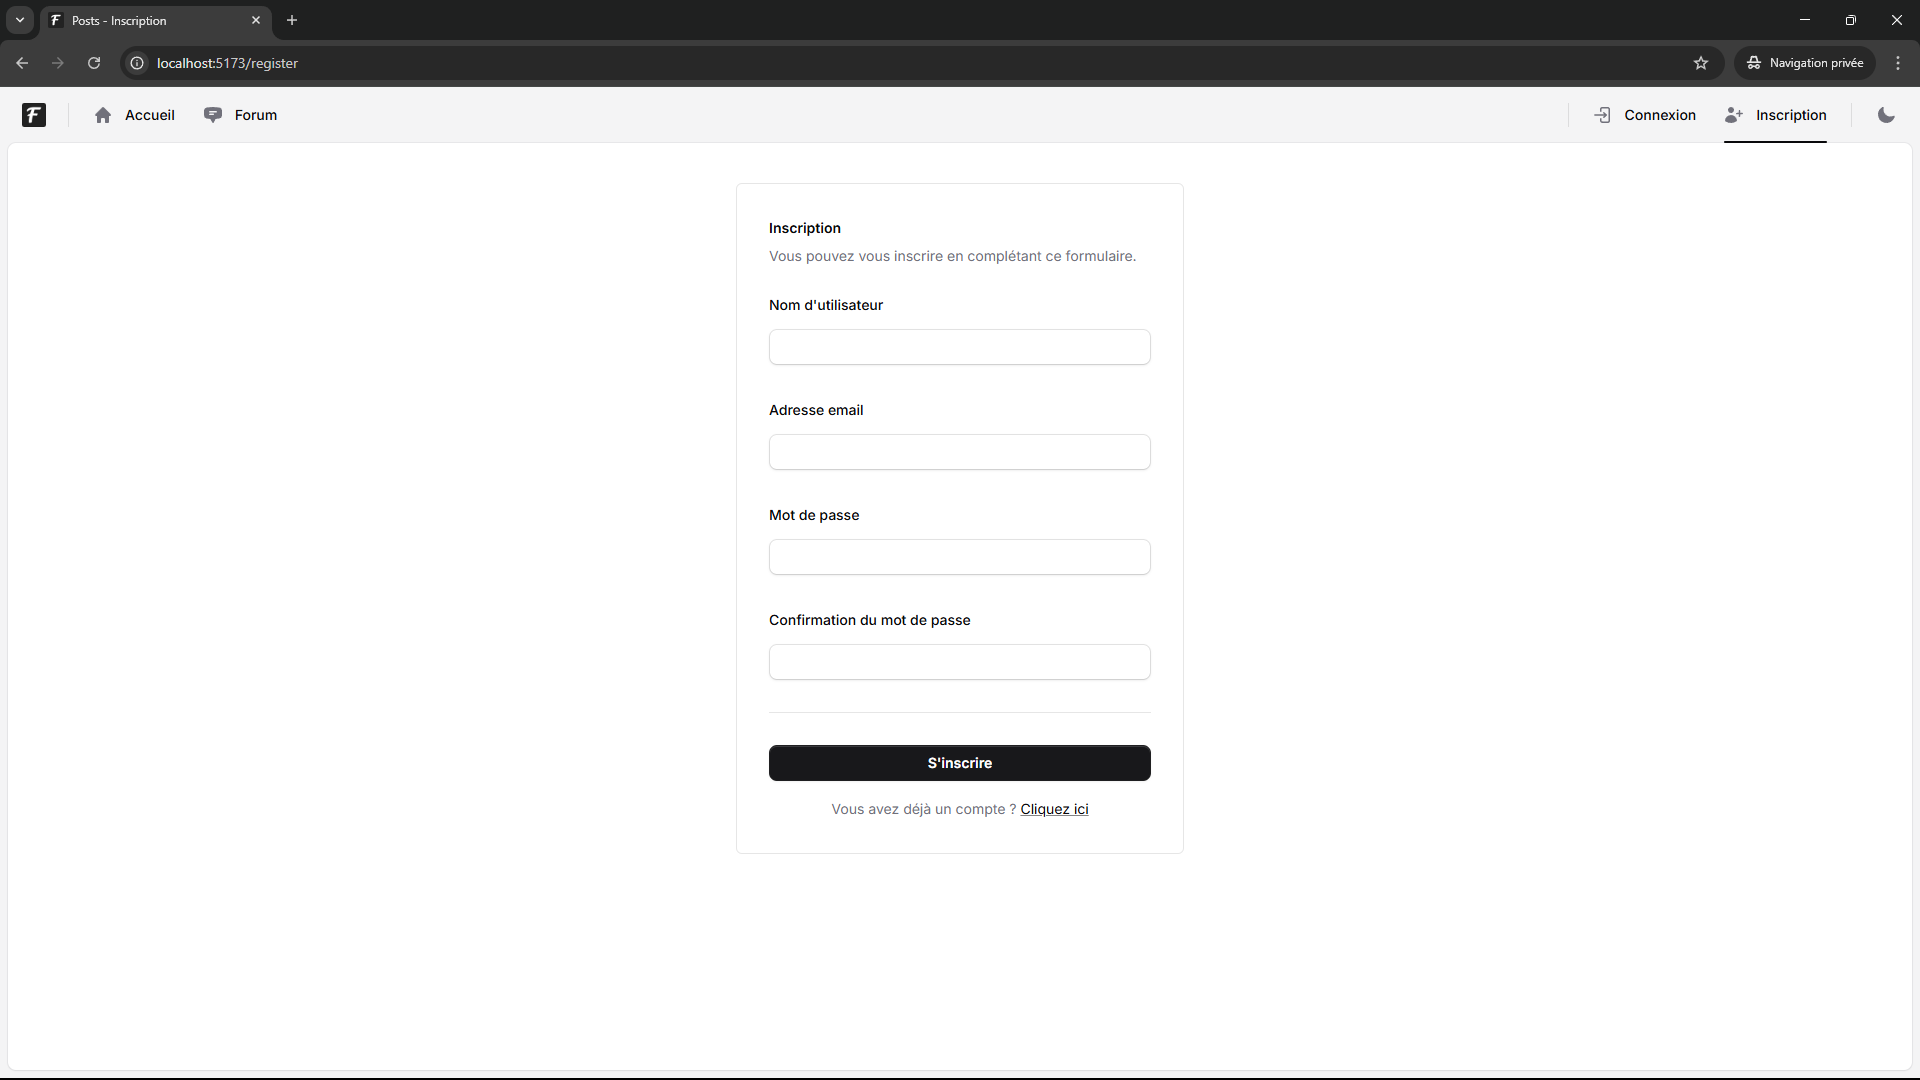 Posts - Inscription
localhost:5173/register
Navigation privée
F
Accueil
Forum
Connexion
Inscription
Inscription
Vous pouvez vous inscrire en complétant ce formulaire.
Nom d'utilisateur
Adresse email
Mot de passe
Confirmation du mot de passe
S'inscrire
Vous avez déjà un compte ? Cliquez ici